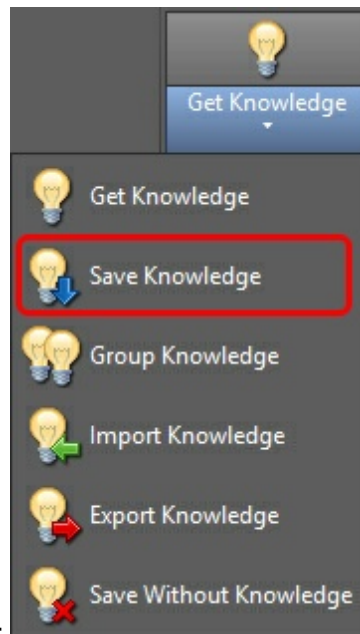 Get Knowledge
Get Knowledge
Save Knowledge
Group Knowledge
Import Knowledge
Export Knowledge
Save Without Knowledge